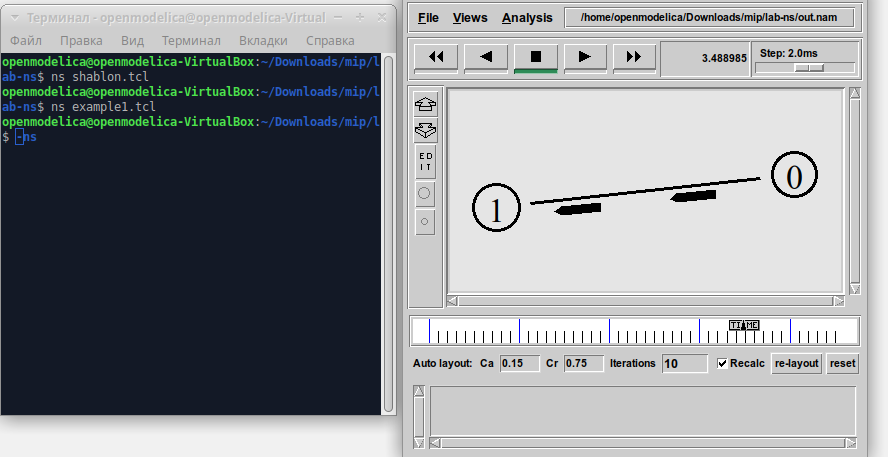 Терминал - openmodelica@openmodelica-Virtual
Файл Правка Вид Терминал Вкладки Справка
openmodelica@openmodelica-VirtualBox:~/Downloads/mip/l
ab-ns$ ns shablon.tcl
openmodelica@openmodelica-VirtualBox:~/Downloads/mip/l
ab-ns$ ns example1.tcl
openmodelica@openmodelica-VirtualBox:~/Downloads/mip/l
$ -ns
File Views Analysis /home/openmodelica/Downloads/mip/lab-ns/out.nam
3.488985 Step: 2.0ms
ED
IT
1 0
TIME
Auto layout: Ca 0.15 Cr 0.75 Iterations 10 Recalc re-layout reset